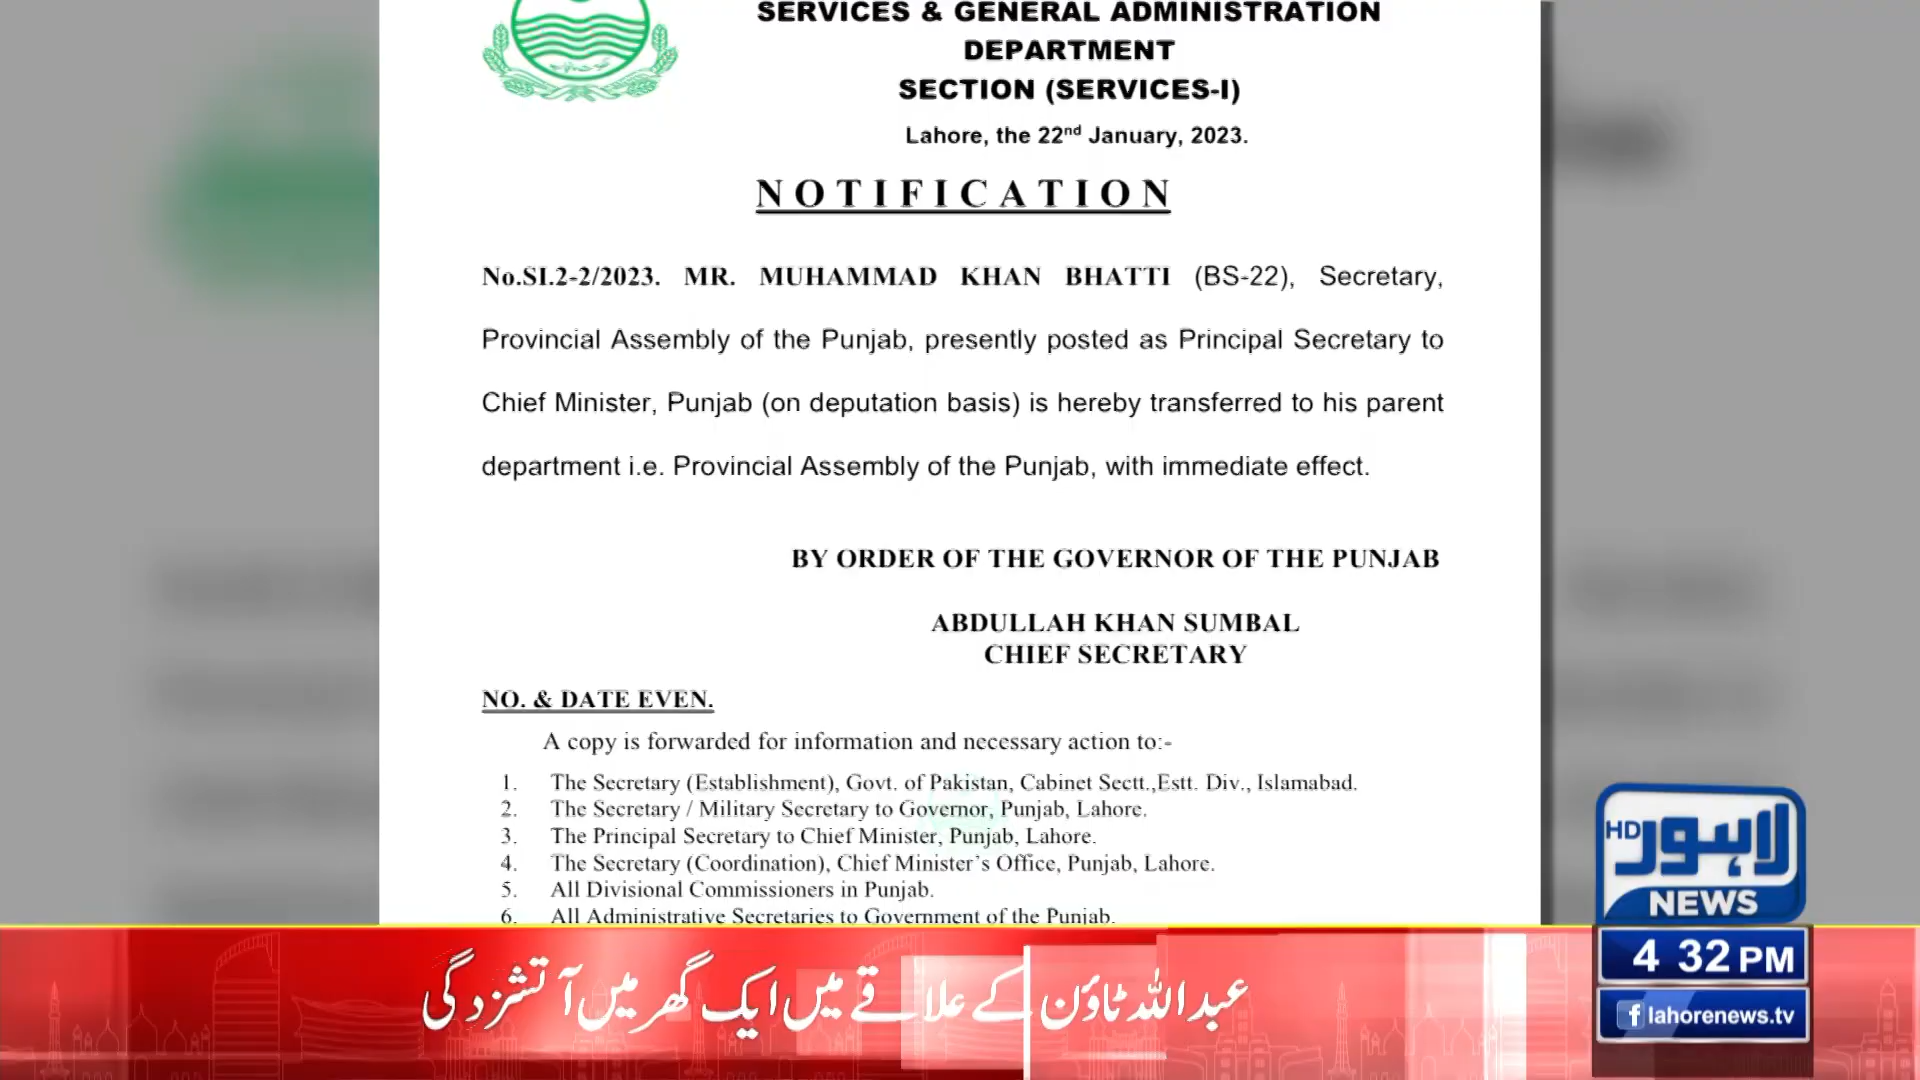 SERVICES & GENERAL ADMINISTRATION
DEPARTMENT
SECTION (SERVICES-I)
Lahore, the 22nd January, 2023.
NOTIFICATION
No.SI.2-2/2023. MR. MUHAMMAD KHAN BHATTI (BS-22), Secretary,
Provincial Assembly of the Punjab, presently posted as Principal Secretary to
Chief Minister, Punjab (on deputation basis) is hereby transferred to his parent
department i.e. Provincial Assembly of the Punjab, with immediate effect.
BY ORDER OF THE GOVERNOR OF THE PUNJAB
ABDULLAH KHAN SUMBAL
CHIEF SECRETARY
NO. & DATE EVEN.
A copy is forwarded for information and necessary action to:-
1. The Secretary (Establishment), Govt. of Pakistan, Cabinet Sectt.,Estt. Div., Islamabad.
2. The Secretary / Military Secretary to Governor, Punjab, Lahore.
3. The Principal Secretary to Chief Minister, Punjab, Lahore.
4. The Secretary (Coordination), Chief Minister’s Office, Punjab, Lahore.
5. All Divisional Commissioners in Punjab.
6. All Administrative Secretaries to Government of the Punjab.
HD لاہور
NEWS
4 32 PM
lahorenews.tv
عبداللہ ٹاؤن کے علاقے میں ایک گھر میں آتشزدگی